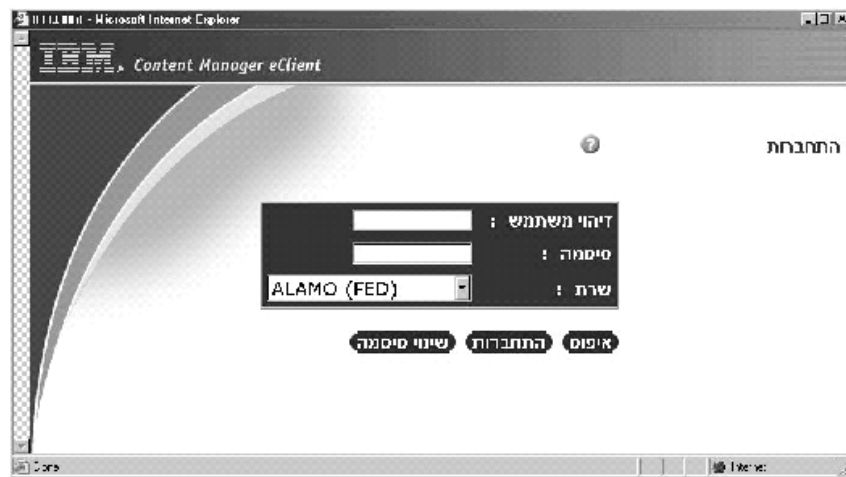 - Microsoft Internet Explorer
IBM. Content Manager eClient
התחברות
זיהוי משתמש :
סיסמה :
שרת : ALAMO (FED)
איפוס התחברות שינוי סיסמה
Done Internet